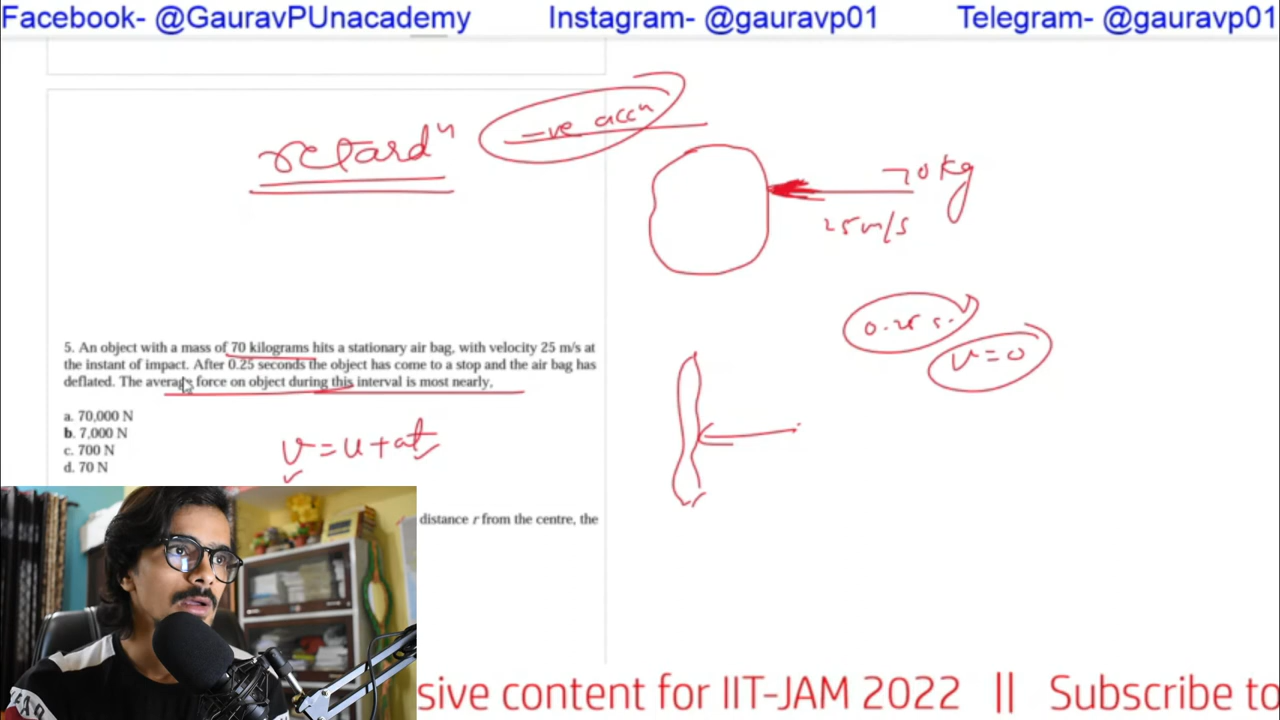 Facebook- @GauravPUnacademy Instagram- @gauravp01 Telegram- @gauravp01
retardⁿ -ve accⁿ
70 kg
25 m/s
0.25 s.
v=0
5. An object with a mass of 70 kilograms hits a stationary air bag, with velocity 25 m/s at
the instant of impact. After 0.25 seconds the object has come to a stop and the air bag has
deflated. The average force on object during this interval is most nearly,
a. 70,000 N
b. 7,000 N
c. 700 N
d. 70 N
v = u + at
distance r from the centre, the
sive content for IIT-JAM 2022 || Subscribe to